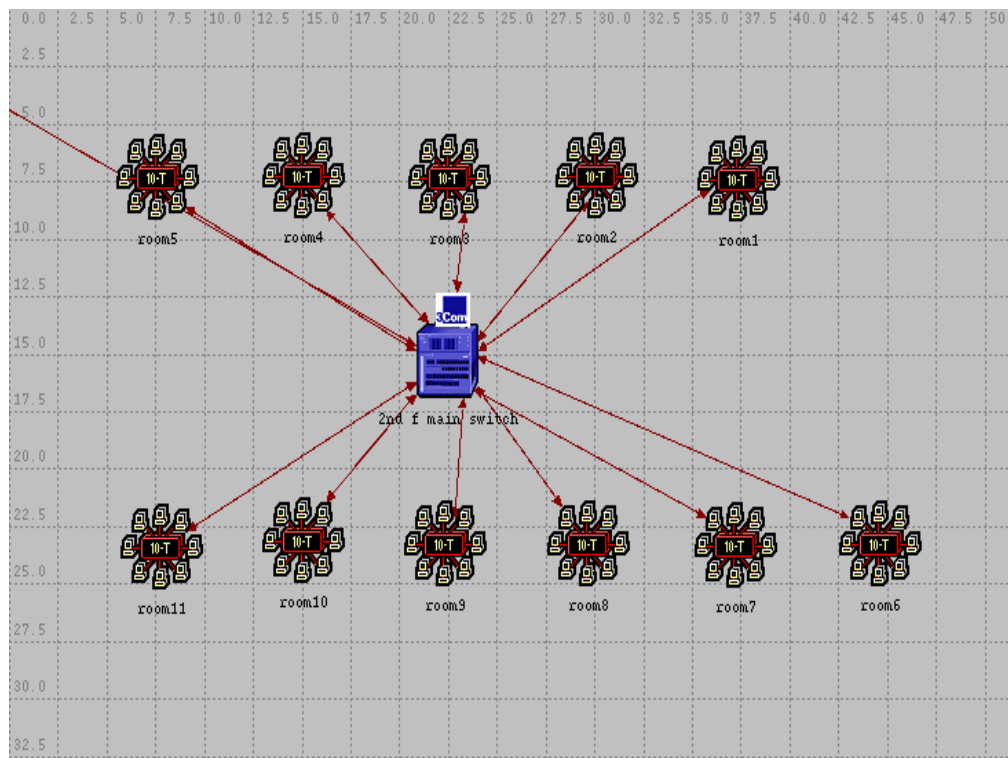 0.0 2.5 5.0 7.5 10.0 12.5 15.0 17.5 20.0 22.5 25.0 27.5 30.0 32.5 35.0 37.5 40.0 42.5 45.0 47.5 50
2.5
5.0
7.5
10-T 10-T 10-T 10-T 10-T
10.0
room5 room4 room3 room2 room1
12.5
3Com
15.0
17.5
2nd f main switch
20.0
22.5
10-T 10-T 10-T 10-T 10-T 10-T
25.0
room11 room10 room9 room8 room7 room6
27.5
30.0
32.5